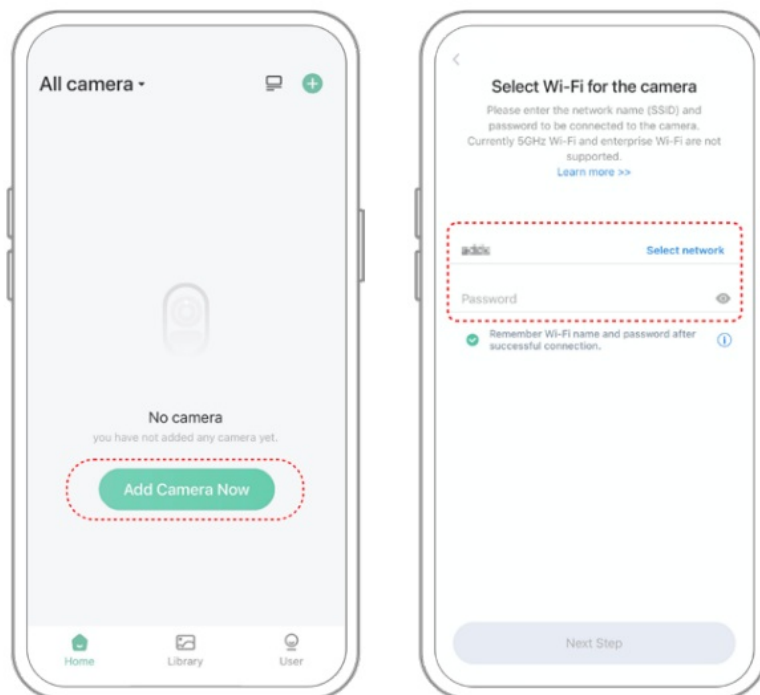 All camera
No camera
you have not added any camera yet.
Add Camera Now
Home
Library
User
Select Wi-Fi for the camera
Please enter the network name (SSID) and
password to be connected to the camera.
Currently 5GHz Wi-Fi and enterprise Wi-Fi are not
supported.
Learn more >>
Select network
Password
Remember Wi-Fi name and password after
successful connection.
Next Step